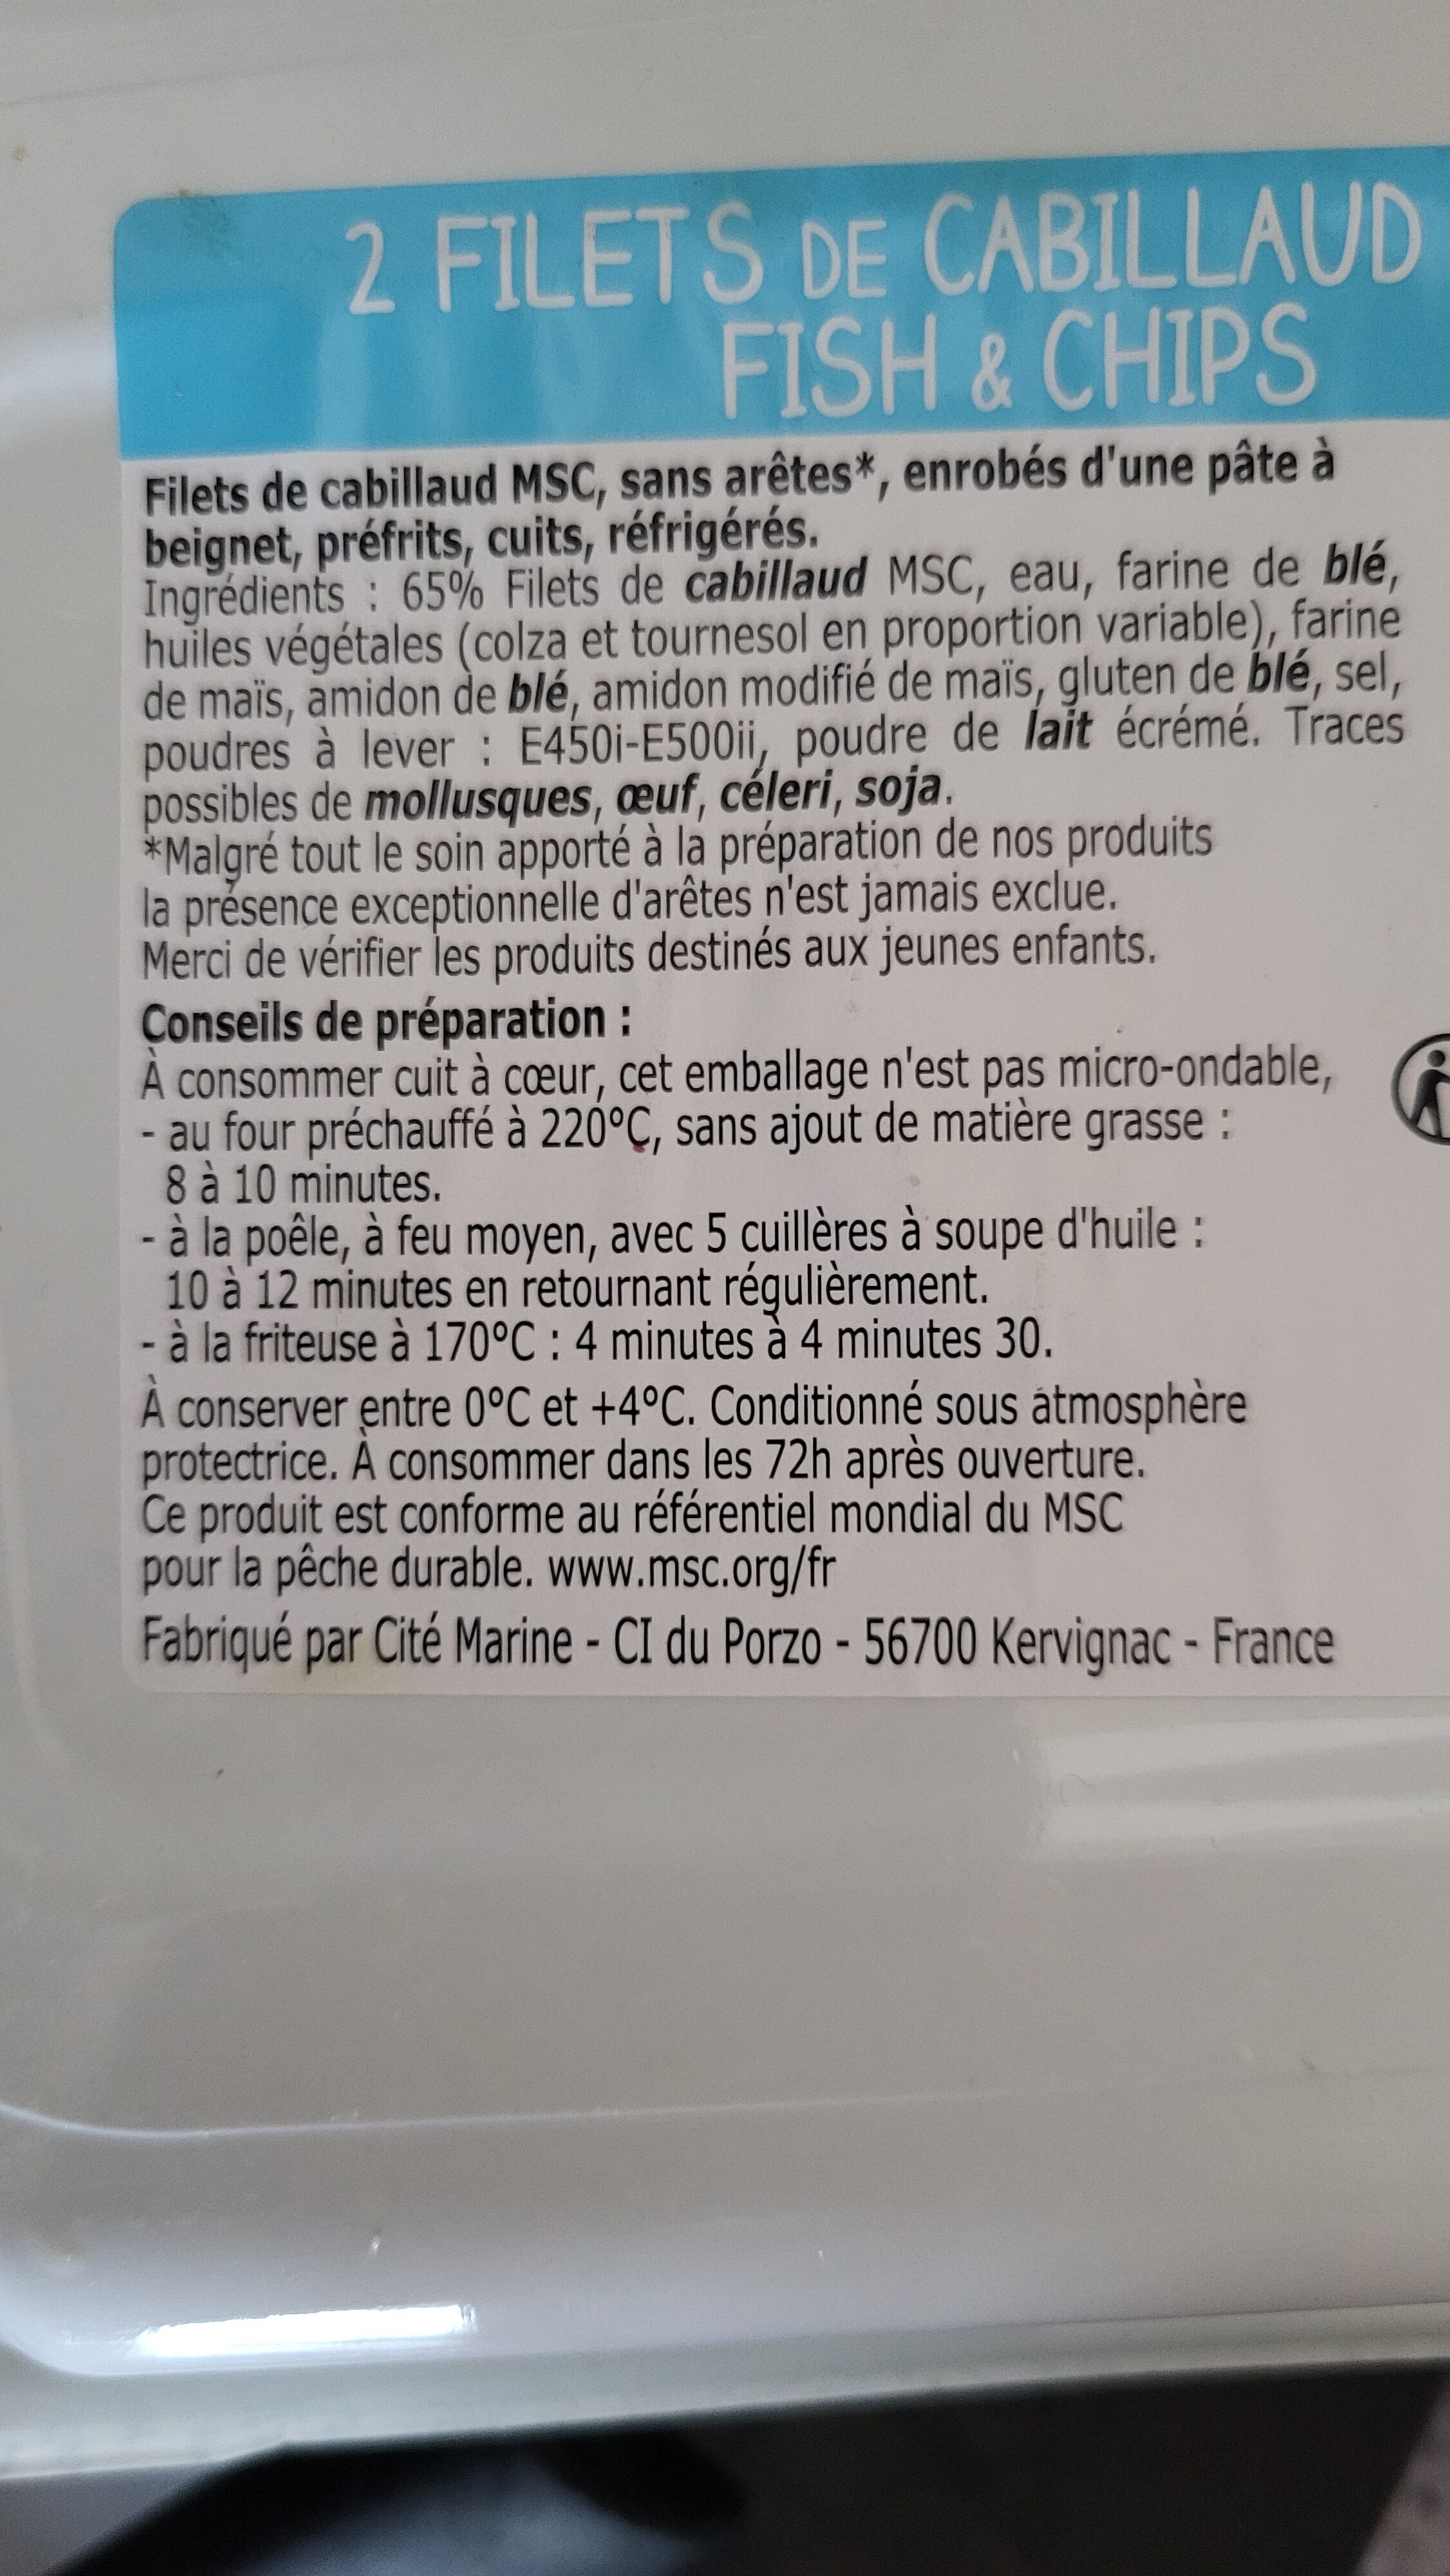 2 FILETS DE CABILLAUD
FISH & CHIPS
Filets de cabillaud MSC, sans arêtes*, enrobés d'une pâte à
beignet, préfrits, cuits, réfrigérés.
Ingrédients : 65% Filets de cabillaud MSC, eau, farine de blé,
huiles végétales (colza et tournesol en proportion variable), farine
de maïs, amidon de blé, amidon modifié de maïs, gluten de blé, sel,
poudres à lever : E450i-E500ii, poudre de lait écrémé. Traces
possibles de mollusques, œuf, céleri, soja.
*Malgré tout le soin apporté à la préparation de nos produits
la présence exceptionnelle d'arêtes n'est jamais exclue.
Merci de vérifier les produits destinés aux jeunes enfants.
Conseils de préparation :
À consommer cuit à cœur, cet emballage n'est pas micro-ondable,
- au four préchauffé à 220°C, sans ajout de matière grasse :
8 à 10 minutes.
- à la poêle, à feu moyen, avec 5 cuillères à soupe d'huile :
10 à 12 minutes en retournant régulièrement.
- à la friteuse à 170°C : 4 minutes à 4 minutes 30.
À conserver entre 0°C et +4°C. Conditionné sous atmosphère
protectrice. À consommer dans les 72h après ouverture.
Ce produit est conforme au référentiel mondial du MSC
pour la pêche durable. www.msc.org/fr
Fabriqué par Cité Marine - CI du Porzo - 56700 Kervignac - France